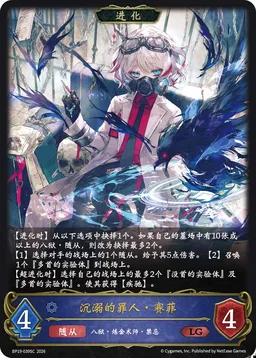 进化
【进化时】从以下选项中抉择1个。如果自己的墓场中有10张或
以上的八狱·随从,则改为抉择最多2个。
【1】选择对手的战场上的1个随从。给予其5点伤害。【2】召唤
1个『多首的实验体』到战场上。
【超进化时】选择自己的战场上的最多2个『没首的实验体』及
『多首的实验体』。使其获得【疾驰】。
沉溺的罪人·赛菲
4
4
随从
八狱·炼金术师·禁忌
LG
BP19-039SC 2026
© Cygames, Inc. Published by NetEase Games